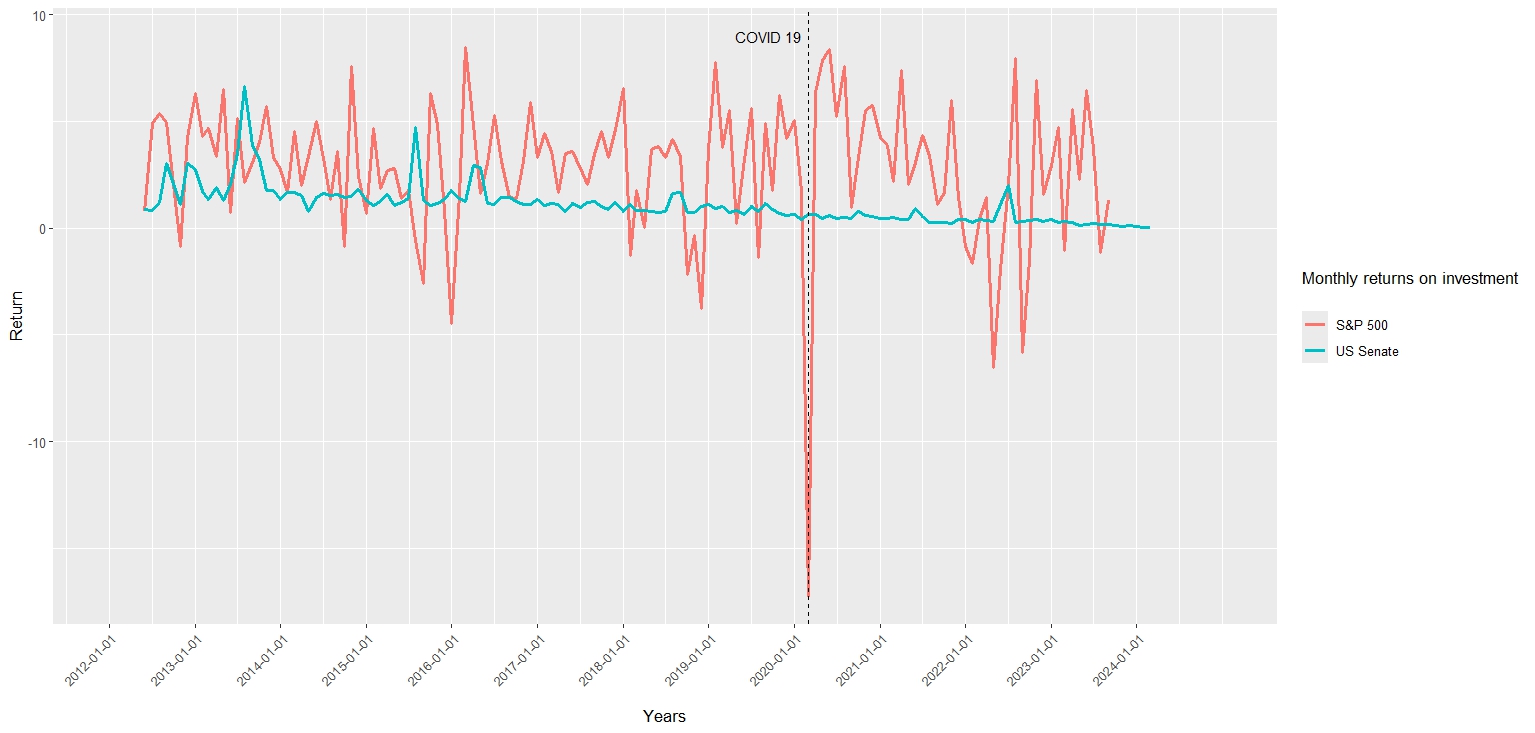 10
COVID 19
0
-10
Return
2012-01-01
2013-01-01
2014-01-01
2015-01-01
2016-01-01
2017-01-01
2018-01-01
2019-01-01
2020-01-01
2021-01-01
2022-01-01
2023-01-01
2024-01-01
Years
Monthly returns on investment
S&P 500
US Senate